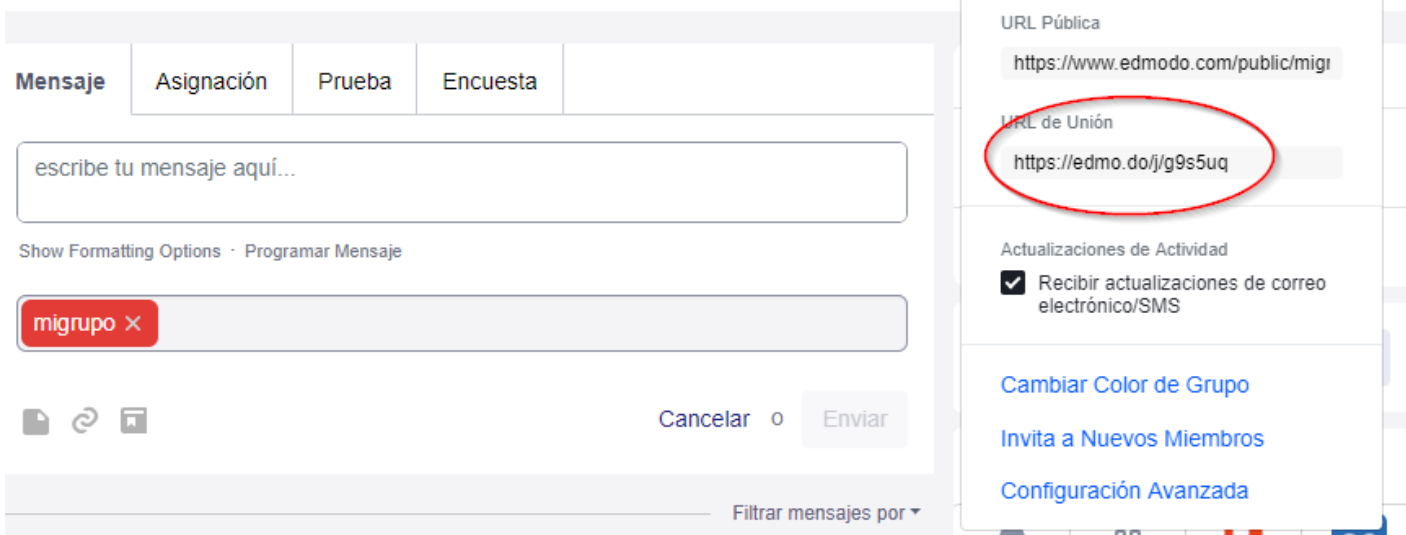 Mensaje
Asignación
Prueba
Encuesta
escribe tu mensaje aquí...
Show Formatting Options · Programar Mensaje
migrupo ×
Cancelar o Enviar
Filtrar mensajes por
URL Pública
https://www.edmodo.com/public/migr
URL de Unión
https://edmo.do/j/g9s5uq
Actualizaciones de Actividad
Recibir actualizaciones de correo
electrónico/SMS
Cambiar Color de Grupo
Invita a Nuevos Miembros
Configuración Avanzada